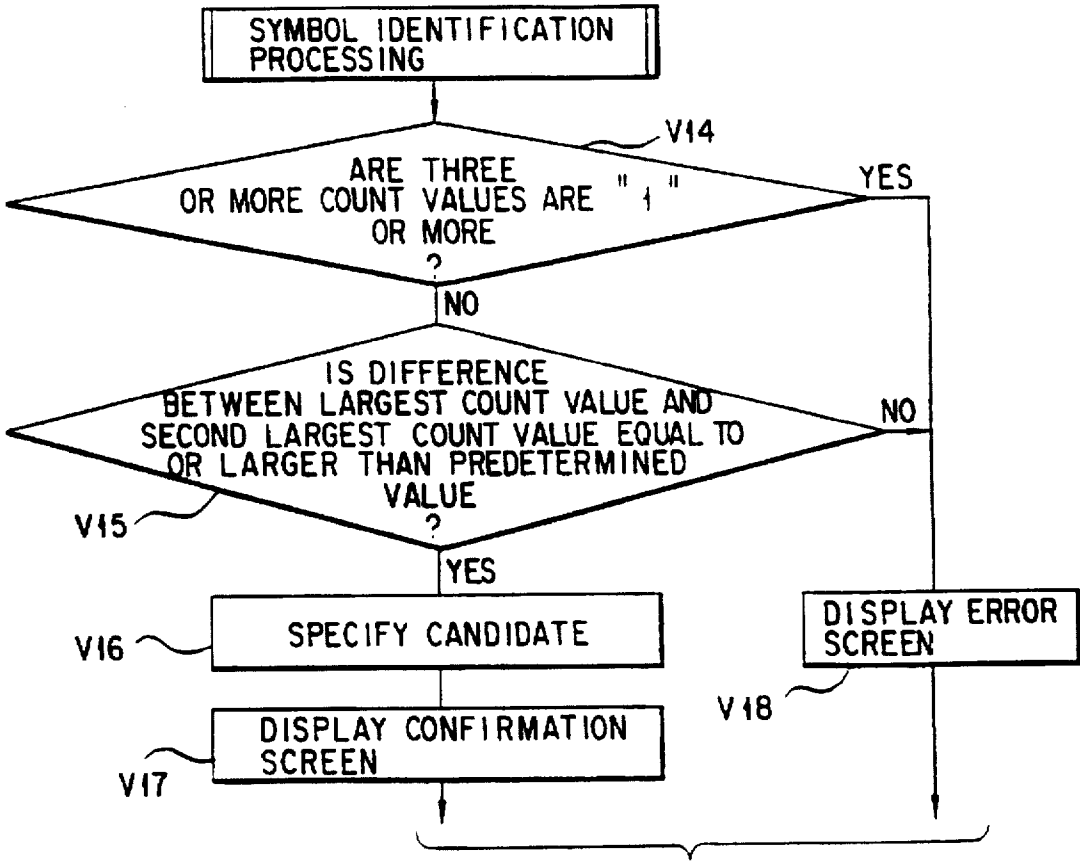 SYMBOL IDENTIFICATION
PROCESSING
V14
ARE THREE
OR MORE COUNT VALUES ARE "1"
OR MORE
?
YES
NO
IS DIFFERENCE
BETWEEN LARGEST COUNT VALUE AND
SECOND LARGEST COUNT VALUE EQUAL TO
OR LARGER THAN PREDETERMINED
VALUE
?
NO
V15
YES
SPECIFY CANDIDATE
V16
DISPLAY ERROR
SCREEN
V18
DISPLAY CONFIRMATION
SCREEN
V17